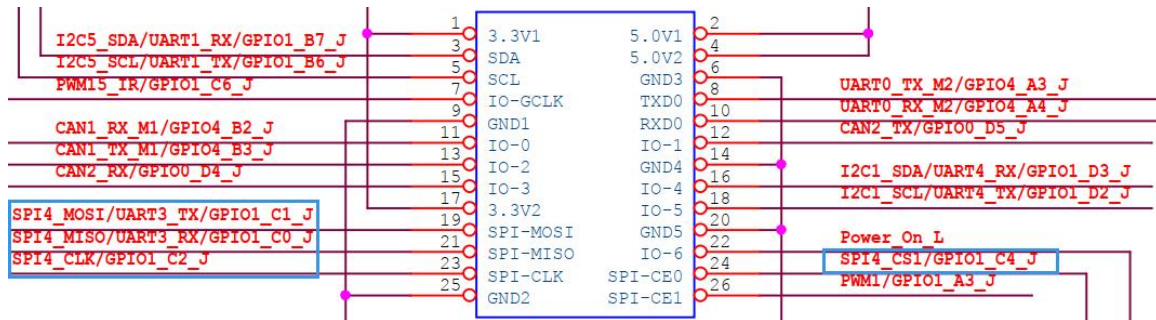 1 2
3.3V1 5.0V1
I2C5_SDA/UART1_RX/GPIO1_B7_J 3 4
SDA 5.0V2
I2C5_SCL/UART1_TX/GPIO1_B6_J 5 6
SCL GND3
PWM15_IR/GPIO1_C6_J 7 8 UART0_TX_M2/GPIO4_A3_J
IO-GCLK TXD0
9 10 UART0_RX_M2/GPIO4_A4_J
GND1 RXD0
CAN1_RX_M1/GPIO4_B2_J 11 12 CAN2_TX/GPIO0_D5_J
IO-0 IO-1
CAN1_TX_M1/GPIO4_B3_J 13 14
IO-2 GND4
CAN2_RX/GPIO0_D4_J 15 16 I2C1_SDA/UART4_RX/GPIO1_D3_J
IO-3 IO-4
17 18 I2C1_SCL/UART4_TX/GPIO1_D2_J
3.3V2 IO-5
SPI4_MOSI/UART3_TX/GPIO1_C1_J 19 20
SPI-MOSI GND5
SPI4_MISO/UART3_RX/GPIO1_C0_J 21 22 Power_On_L
SPI-MISO IO-6
SPI4_CLK/GPIO1_C2_J 23 24 SPI4_CS1/GPIO1_C4_J
SPI-CLK SPI-CE0
25 26 PWM1/GPIO1_A3_J
GND2 SPI-CE1